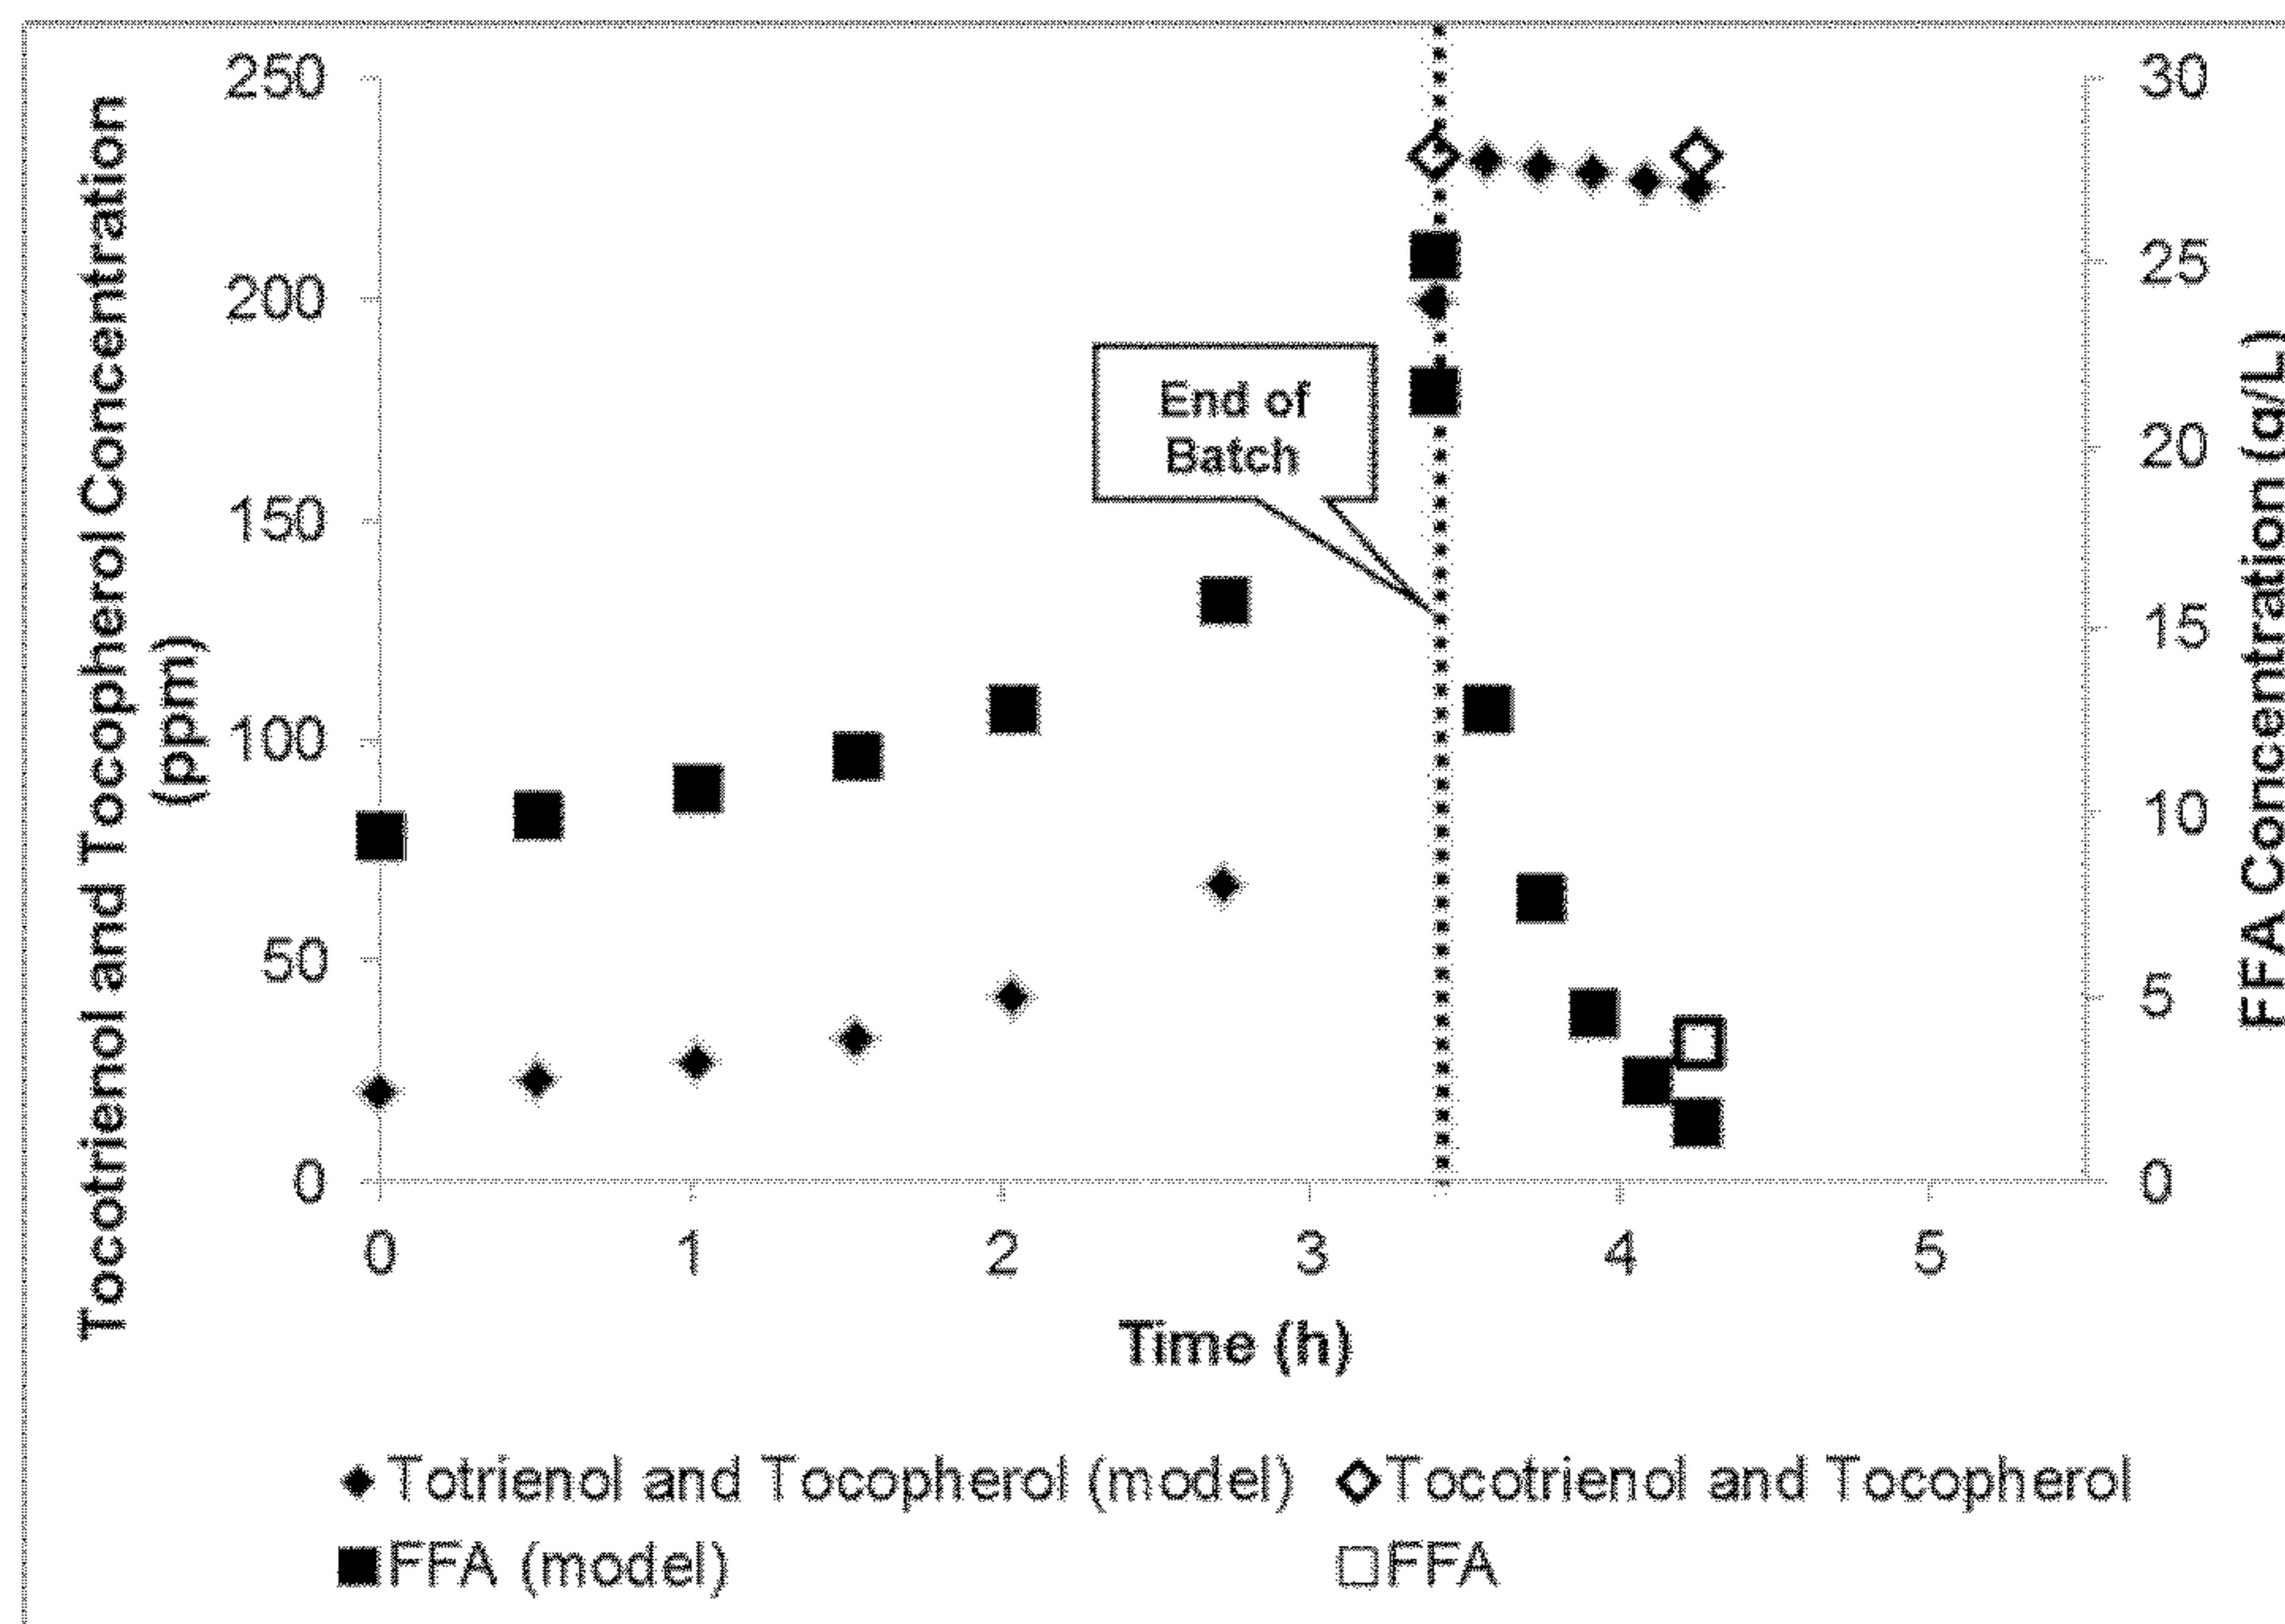 Tocotrienol and Tocopherol Concentration
(ppm)
250
200
150
100
50
0
End of
Batch
30
25
20
15
10
5
0
FFA Concentration (g/L)
0 1 2 3 4 5
Time (h)
Totrienol and Tocopherol (model) Tocotrienol and Tocopherol
FFA (model) FFA